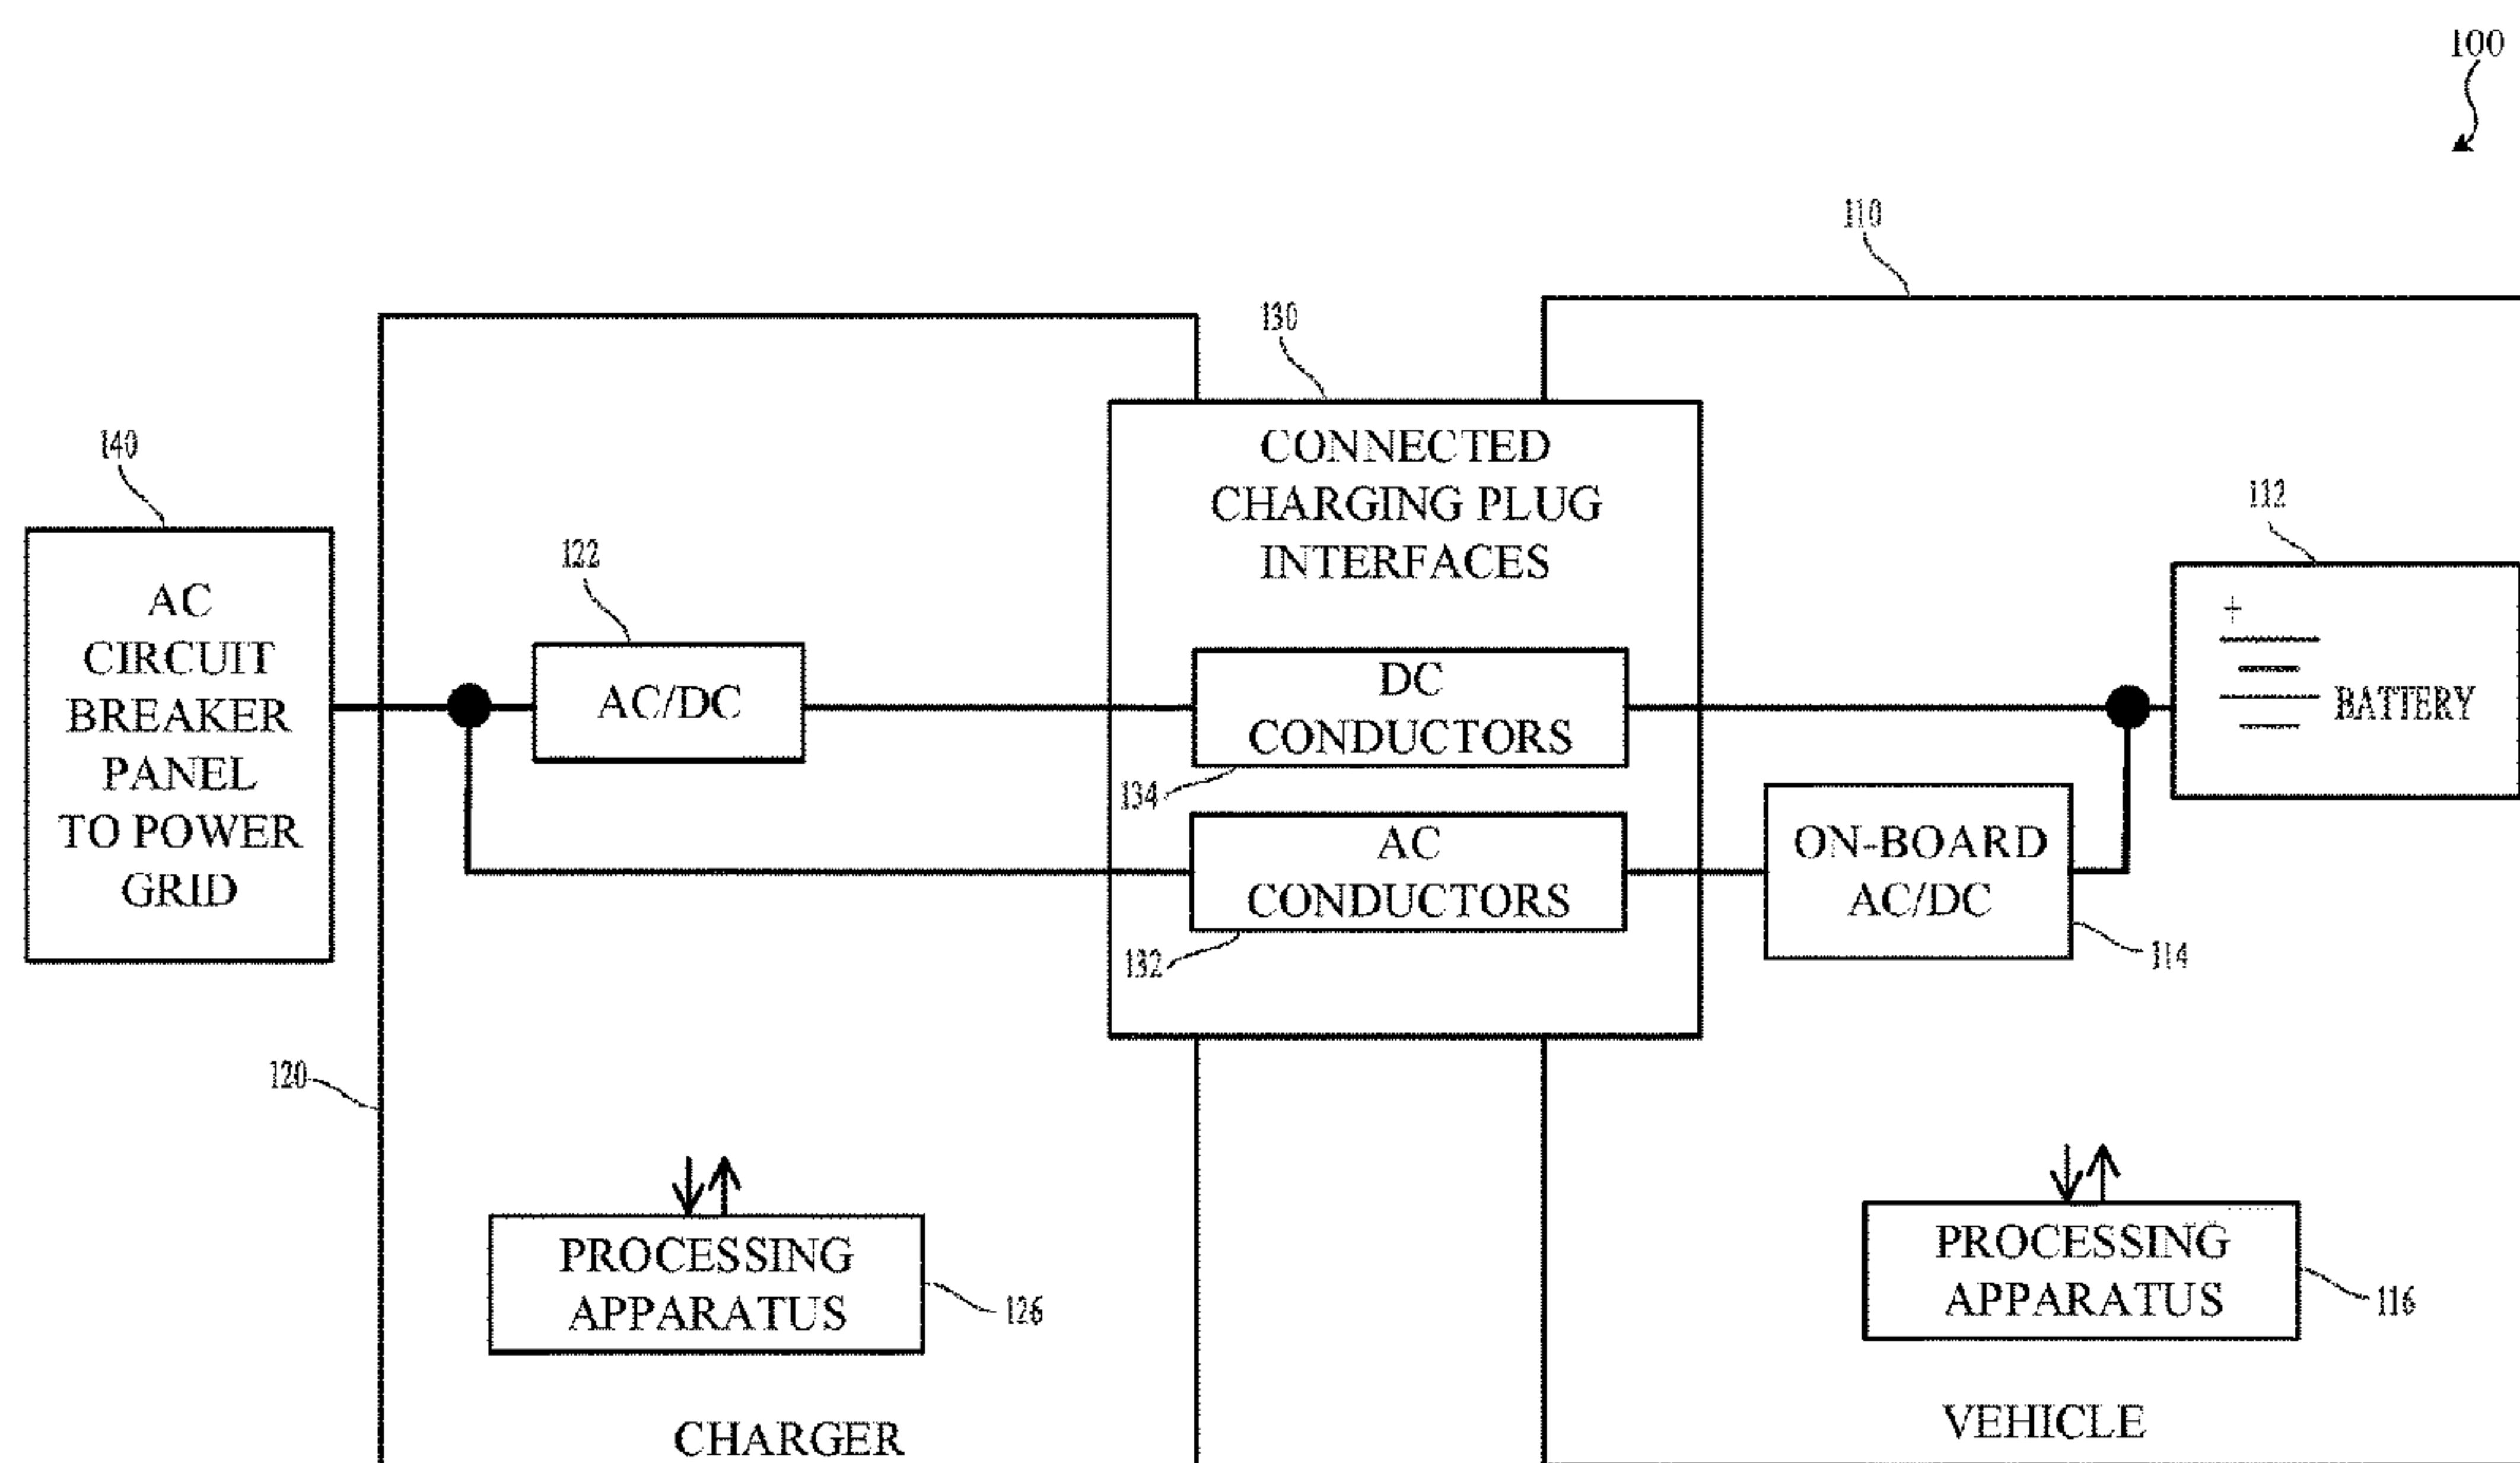 100
110
130
CONNECTED
CHARGING PLUG
INTERFACES
140
AC
CIRCUIT
BREAKER
PANEL
TO POWER
GRID
122
AC/DC
DC
CONDUCTORS
134
AC
CONDUCTORS
132
112
+
BATTERY
ON-BOARD
AC/DC
114
120
PROCESSING
APPARATUS
126
CHARGER
PROCESSING
APPARATUS
116
VEHICLE